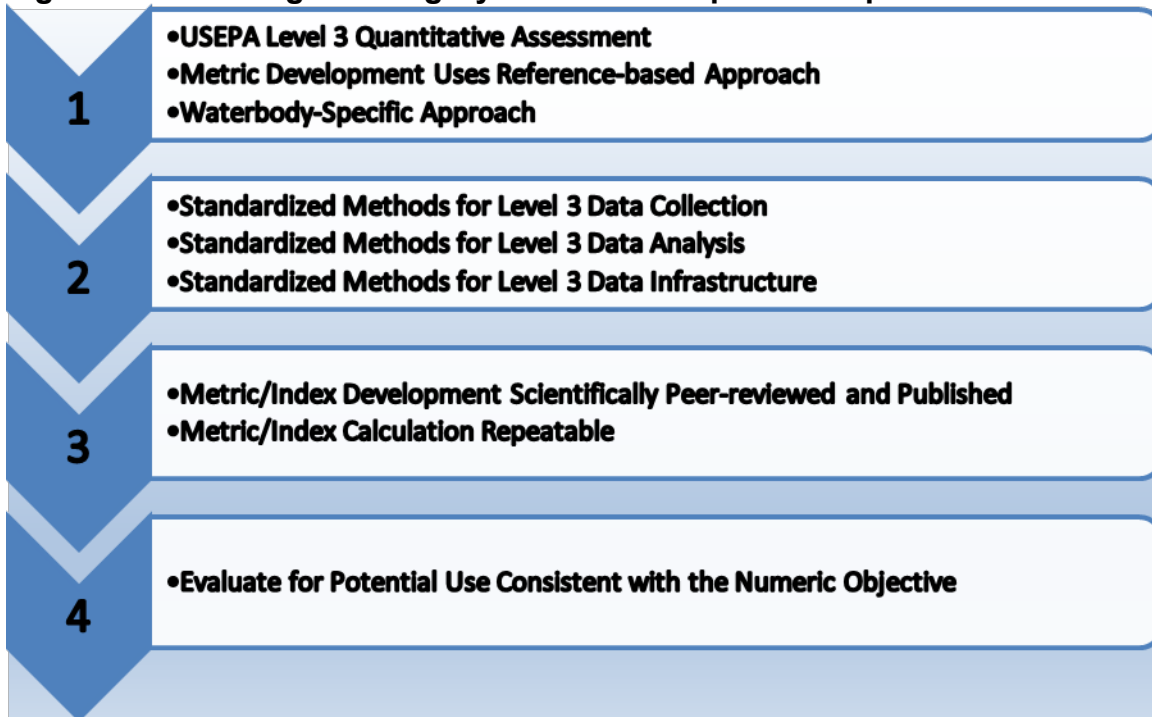 1
•USEPA Level 3 Quantitative Assessment
•Metric Development Uses Reference-based Approach
•Waterbody-Specific Approach
2
•Standardized Methods for Level 3 Data Collection
•Standardized Methods for Level 3 Data Analysis
•Standardized Methods for Level 3 Data Infrastructure
3
•Metric/Index Development Scientifically Peer-reviewed and Published
•Metric/Index Calculation Repeatable
4
•Evaluate for Potential Use Consistent with the Numeric Objective